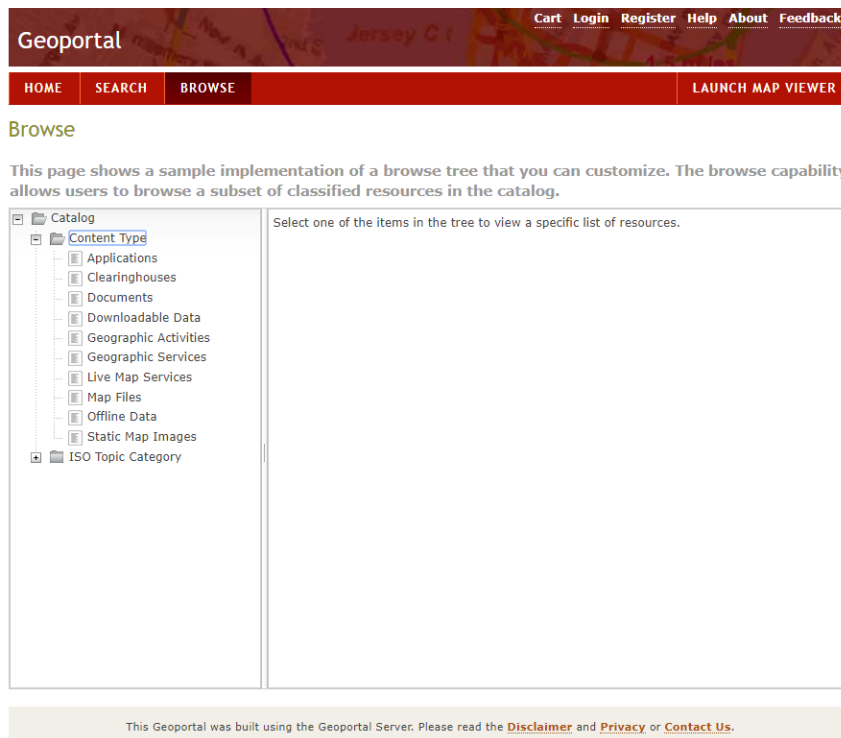 Cart Login Register Help About Feedback
Geoportal
Jersey C t
4-5 miles
HOME SEARCH BROWSE LAUNCH MAP VIEWER
Browse
This page shows a sample implementation of a browse tree that you can customize. The browse capability
allows users to browse a subset of classified resources in the catalog.
Catalog
Select one of the items in the tree to view a specific list of resources.
Content Type
Applications
Clearinghouses
Documents
Downloadable Data
Geographic Activities
Geographic Services
Live Map Services
Map Files
Offline Data
Static Map Images
ISO Topic Category
This Geoportal was built using the Geoportal Server. Please read the Disclaimer and Privacy or Contact Us.